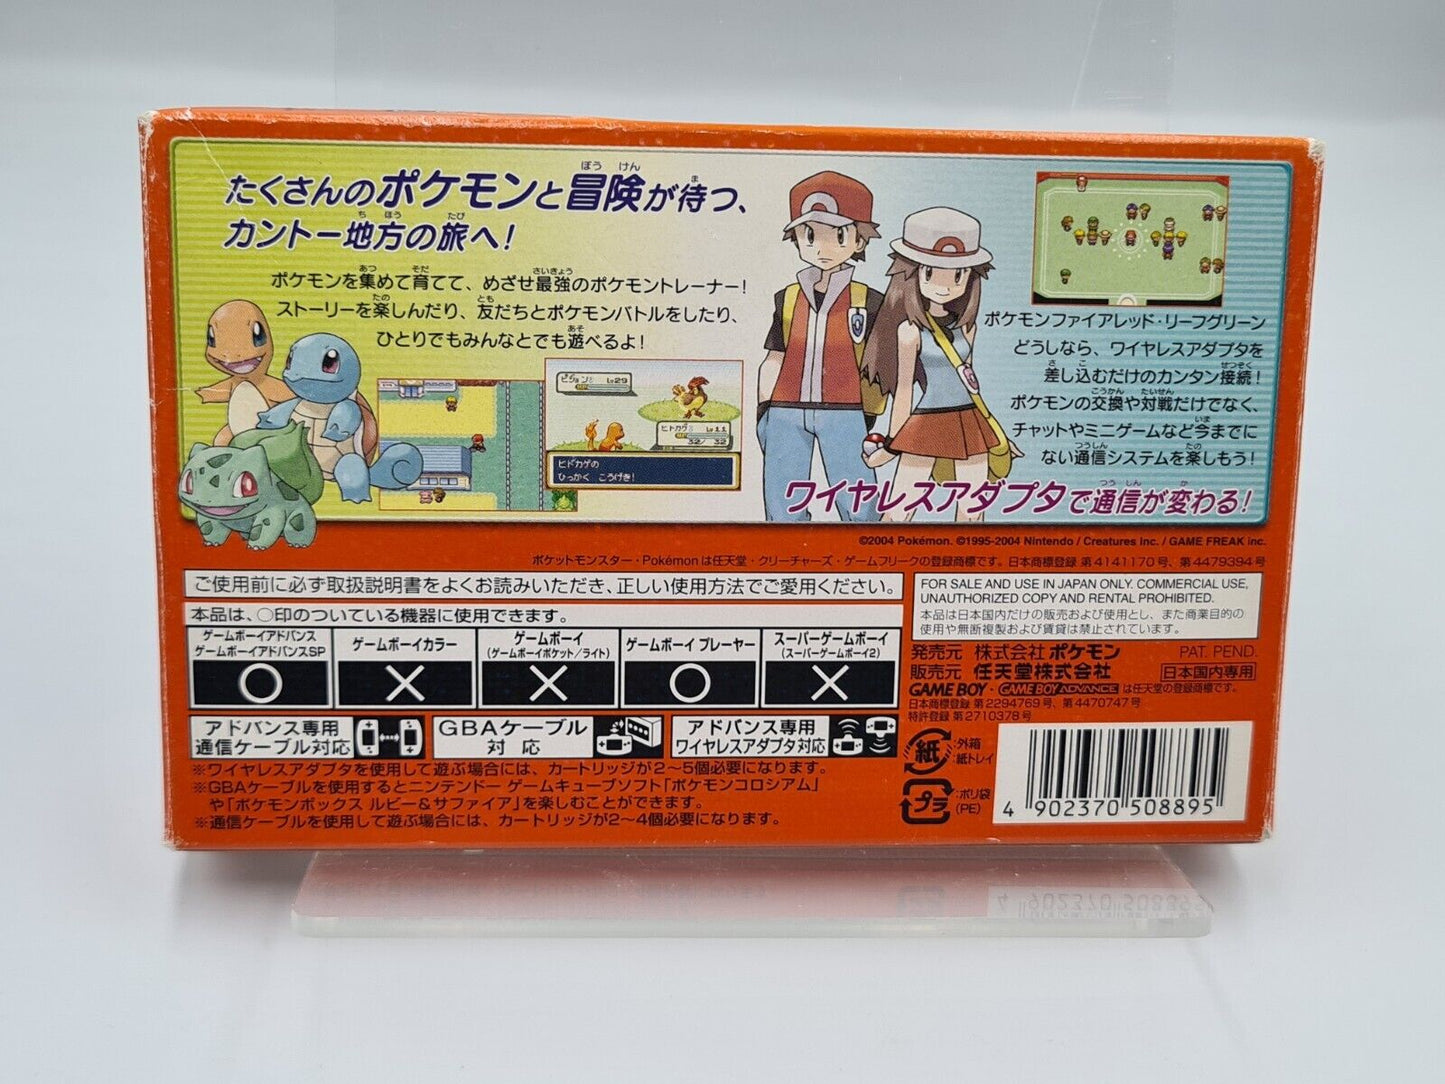 たくさんのポケモンと冒険が待つ、
カントー地方の旅へ！
ポケモンを集めて育てて、めざせ最強のポケモントレーナー！
ストーリーを楽しんだり、友だちとポケモンバトルをしたり、
ひとりでもみんなとでも遊べるよ！
ピジョン♀ Lv29
ヒトカゲ♂ Lv11
32/ 32
ヒトカゲの
ひっかく こうげき！
ポケモンファイアレッド・リーフグリーン
どうしなら、ワイヤレスアダプタを
差し込むだけのカンタン接続！
ポケモンの交換や対戦だけでなく、
チャットやミニゲームなど今までに
ない通信システムを楽しもう！
ワイヤレスアダプタで通信が変わる！
©2004 Pokémon. ©1995-2004 Nintendo / Creatures inc. / GAME FREAK inc.
ポケットモンスター・Pokémonは任天堂・クリーチャーズ・ゲームフリークの登録商標です。日本商標登録 第4141170号、第4479394号
ご使用前に必ず取扱説明書をよくお読みいただき、正しい使用方法でご愛用ください。
本品は、○印のついている機器に使用できます。
ゲームボーイアドバンス
ゲームボーイアドバンスSP
ゲームボーイカラー
ゲームボーイ
(ゲームボーイポケット/ライト)
ゲームボーイ プレーヤー
スーパーゲームボーイ
(スーパーゲームボーイ2)
○ × × ○ ×
アドバンス専用
通信ケーブル対応
GBAケーブル
対 応
アドバンス専用
ワイヤレスアダプタ対応
※ワイヤレスアダプタを使用して遊ぶ場合には、カートリッジが2〜5個必要になります。
※GBAケーブルを使用するとニンテンドー ゲームキューブソフト「ポケモンコロシアム」
や「ポケモンボックス ルビー&サファイア」を楽しむことができます。
※通信ケーブルを使用して遊ぶ場合には、カートリッジが2〜4個必要になります。
FOR SALE AND USE IN JAPAN ONLY. COMMERCIAL USE,
UNAUTHORIZED COPY AND RENTAL PROHIBITED.
本品は日本国内だけの販売および使用とし、また商業目的の
使用や無断複製および賃貸は禁止されています。
発売元 株式会社ポケモン PAT. PEND.
販売元 任天堂株式会社 日本国内専用
GAME BOY・GAME BOY ADVANCE は任天堂の登録商標です。
日本商標登録 第2294769号、第4470747号
特許登録 第2710378号
紙 :外箱
:紙トレイ
プラ :ポリ袋
(PE)
4 902370 508895